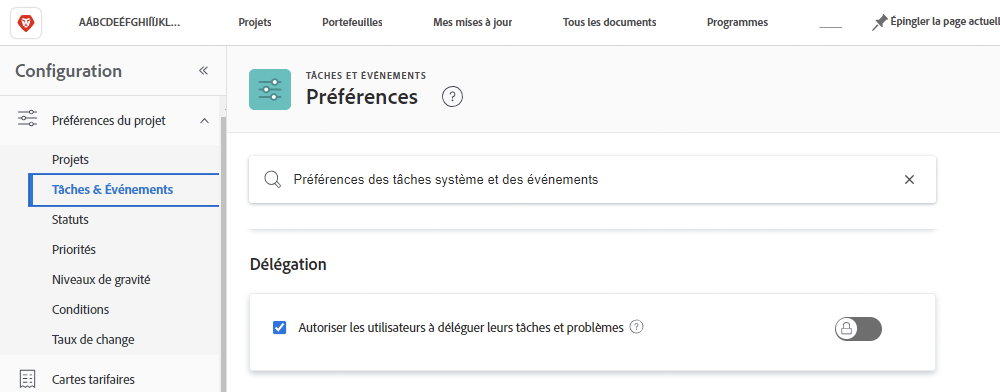 AÁBCDEÉFGHIÍJKL...
Projets
Portefeuilles
Mes mises à jour
Tous les documents
Programmes
Épingler la page actuell
Configuration
TÂCHES ET ÉVÉNEMENTS
Préférences
Préférences du projet
Projets
Tâches & Événements
Statuts
Priorités
Niveaux de gravité
Conditions
Taux de change
Cartes tarifaires
Préférences des tâches système et des événements
Délégation
Autoriser les utilisateurs à déléguer leurs tâches et problèmes